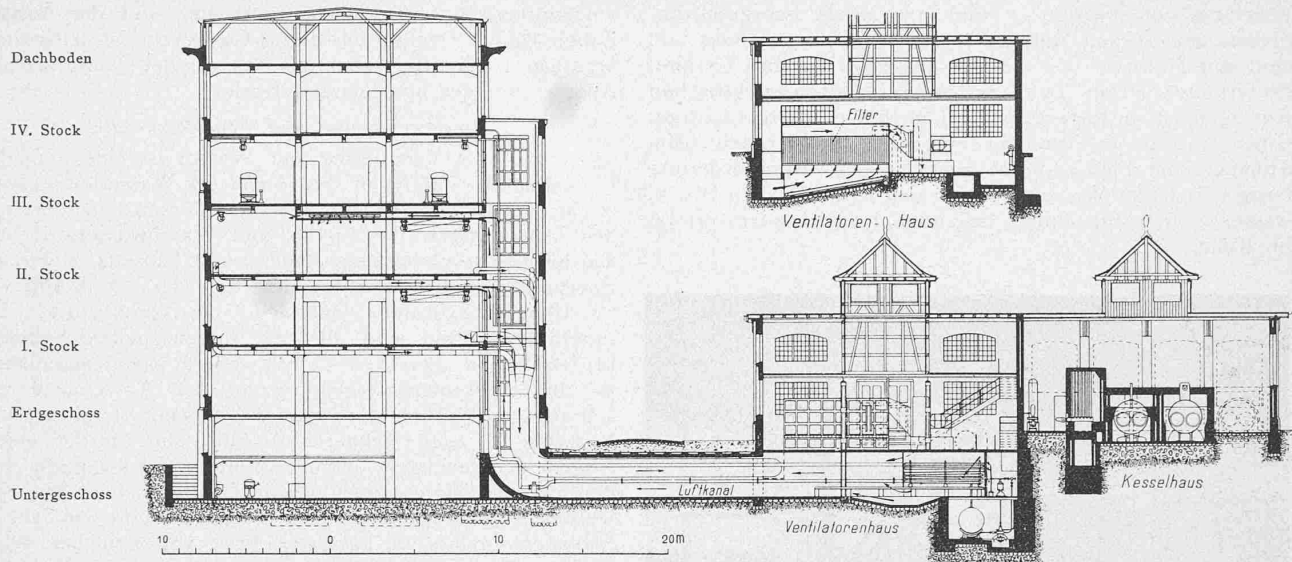 Dachboden
IV. Stock
III. Stock
II. Stock
I. Stock
Erdgeschoss
Untergeschoss
Filter
Ventilatoren-Haus
Luftkanal
Ventilatorenhaus
Kesselhaus
10 0 10 20m